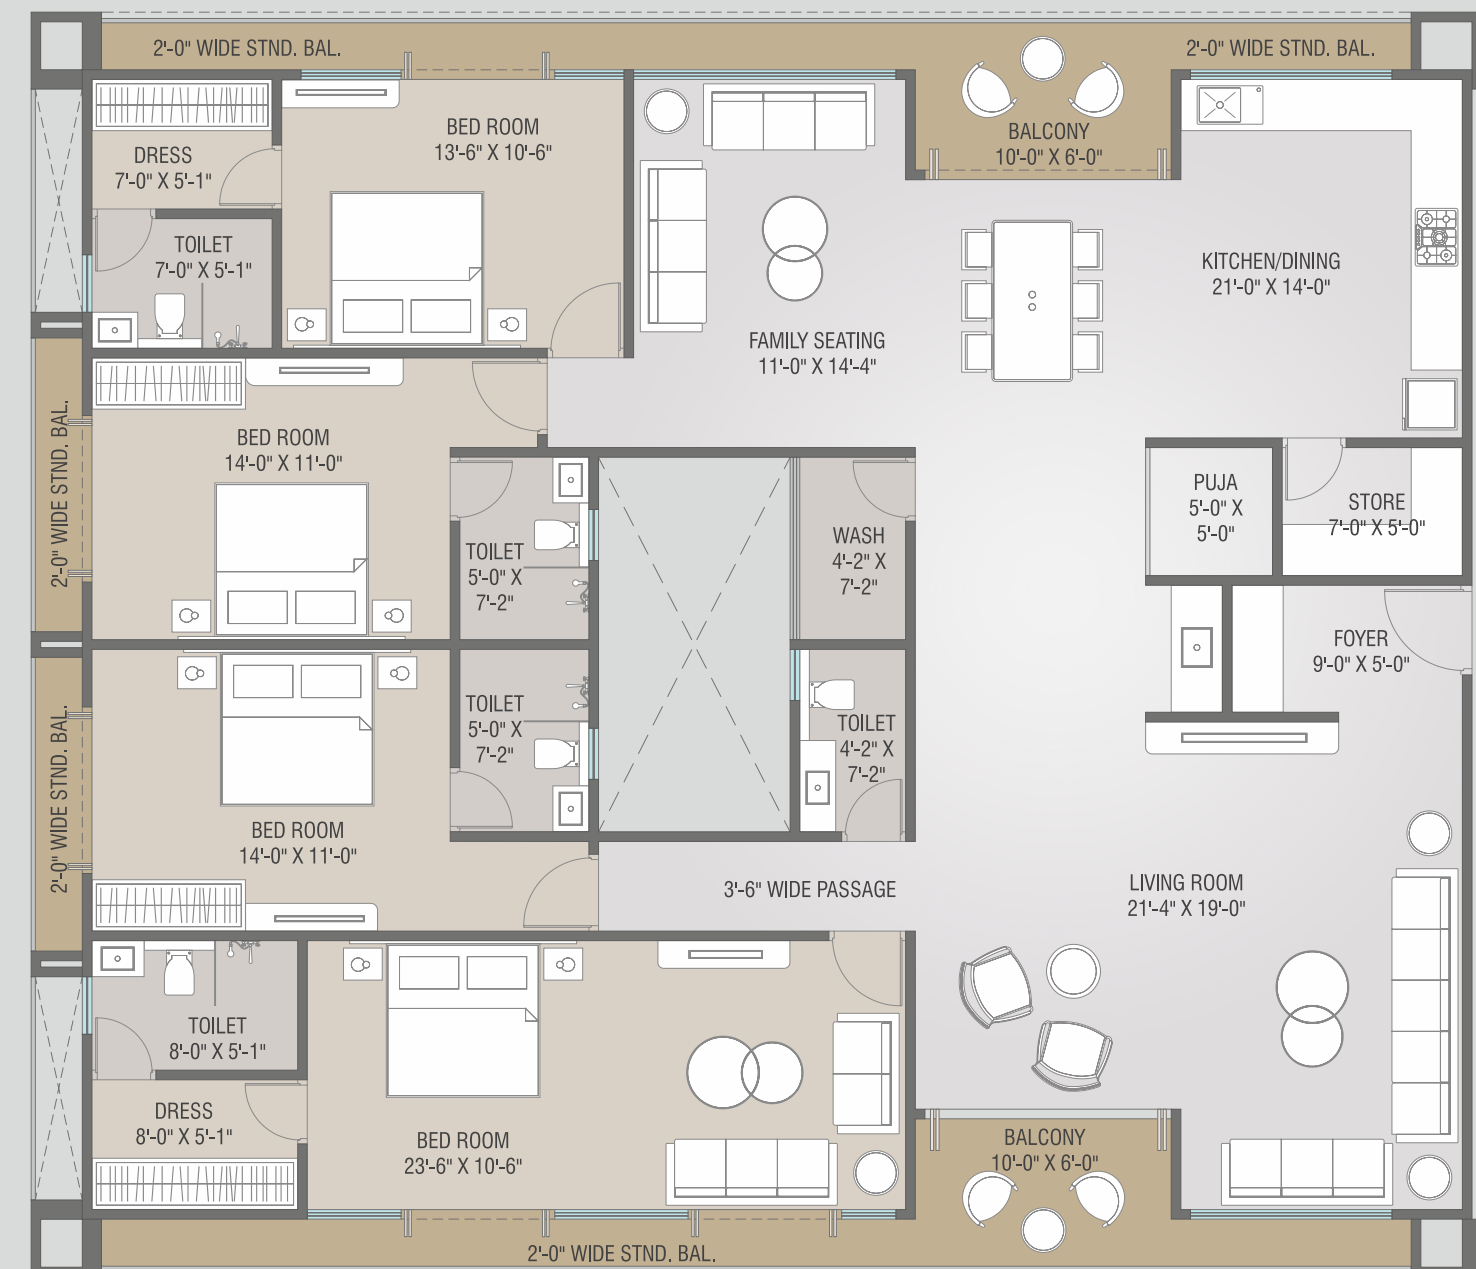 2'-0" WIDE STND. BAL.
2'-0" WIDE STND. BAL.
BED ROOM
13'-6" X 10'-6"
BALCONY
10'-0" X 6'-0"
DRESS
7'-0" X 5'-1"
TOILET
7'-0" X 5'-1"
KITCHEN/DINING
21'-0" X 14'-0"
FAMILY SEATING
11'-0" X 14'-4"
2'-0" WIDE STND. BAL.
BED ROOM
14'-0" X 11'-0"
PUJA
5'-0" X
5'-0"
STORE
7'-0" X 5'-0"
TOILET
5'-0" X
7'-2"
WASH
4'-2" X
7'-2"
FOYER
9'-0" X 5'-0"
TOILET
5'-0" X
7'-2"
TOILET
4'-2" X
7'-2"
2'-0" WIDE STND. BAL.
BED ROOM
14'-0" X 11'-0"
3'-6" WIDE PASSAGE
LIVING ROOM
21'-4" X 19'-0"
TOILET
8'-0" X 5'-1"
DRESS
8'-0" X 5'-1"
BED ROOM
23'-6" X 10'-6"
BALCONY
10'-0" X 6'-0"
2'-0" WIDE STND. BAL.